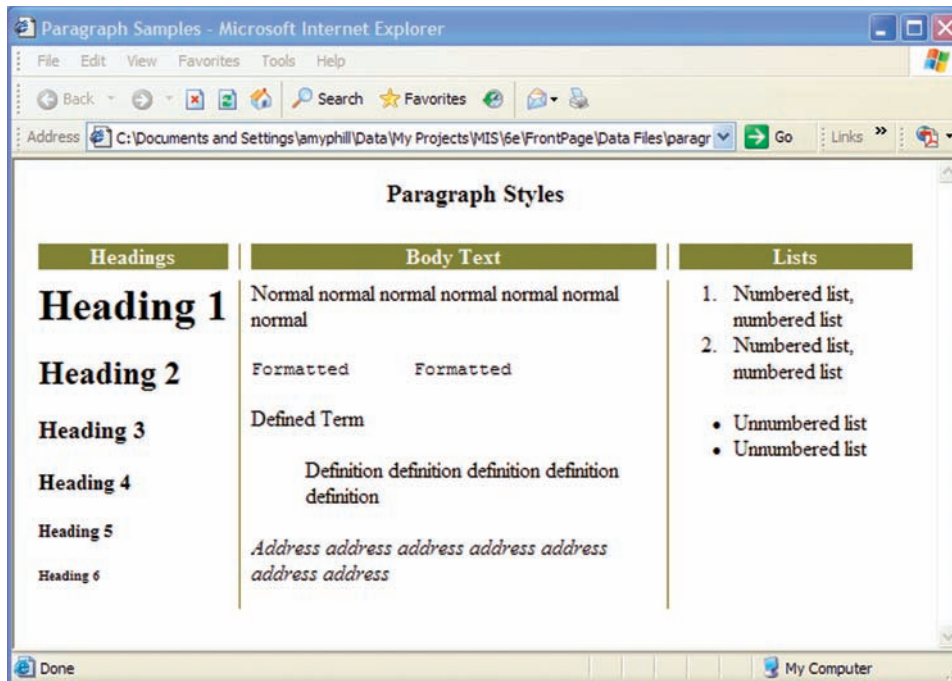 Paragraph Samples - Microsoft Internet Explorer
File Edit View Favorites Tools Help
Back Search Favorites
Address C:\Documents and Settings\amyphill\Data\My Projects\MIS\6e\FrontPage\Data Files\paragr Go Links »
Paragraph Styles
Headings
Heading 1
Heading 2
Heading 3
Heading 4
Heading 5
Heading 6
Body Text
Normal normal normal normal normal normal
normal
Formatted Formatted
Defined Term
Definition definition definition definition
definition
Address address address address address
address address
Lists
1. Numbered list,
numbered list
2. Numbered list,
numbered list
• Unnumbered list
• Unnumbered list
Done My Computer